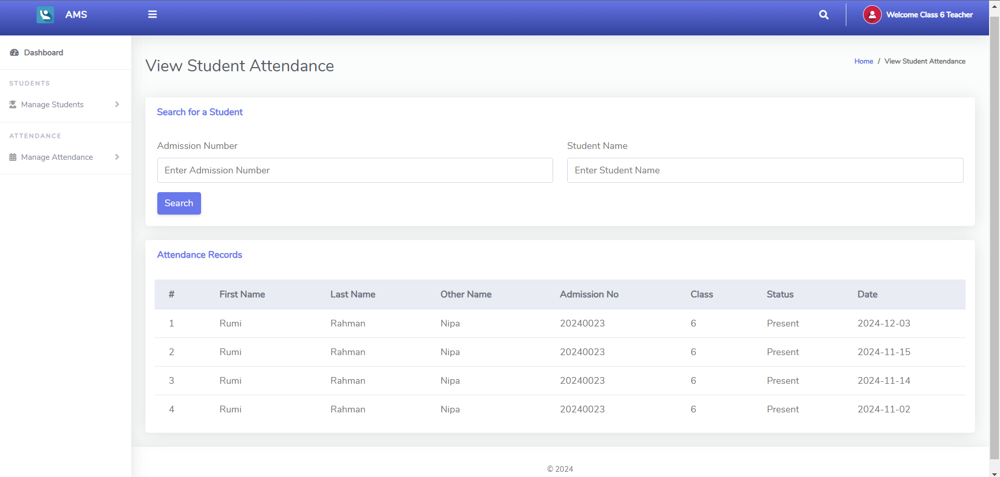 AMS
Welcome Class 6 Teacher
Dashboard
STUDENTS
Manage Students
ATTENDANCE
Manage Attendance
View Student Attendance
Home / View Student Attendance
Search for a Student
Admission Number Student Name
Enter Admission Number Enter Student Name
Search
Attendance Records
# First Name Last Name Other Name Admission No Class Status Date
1 Rumi Rahman Nipa 20240023 6 Present 2024-12-03
2 Rumi Rahman Nipa 20240023 6 Present 2024-11-15
3 Rumi Rahman Nipa 20240023 6 Present 2024-11-14
4 Rumi Rahman Nipa 20240023 6 Present 2024-11-02
© 2024